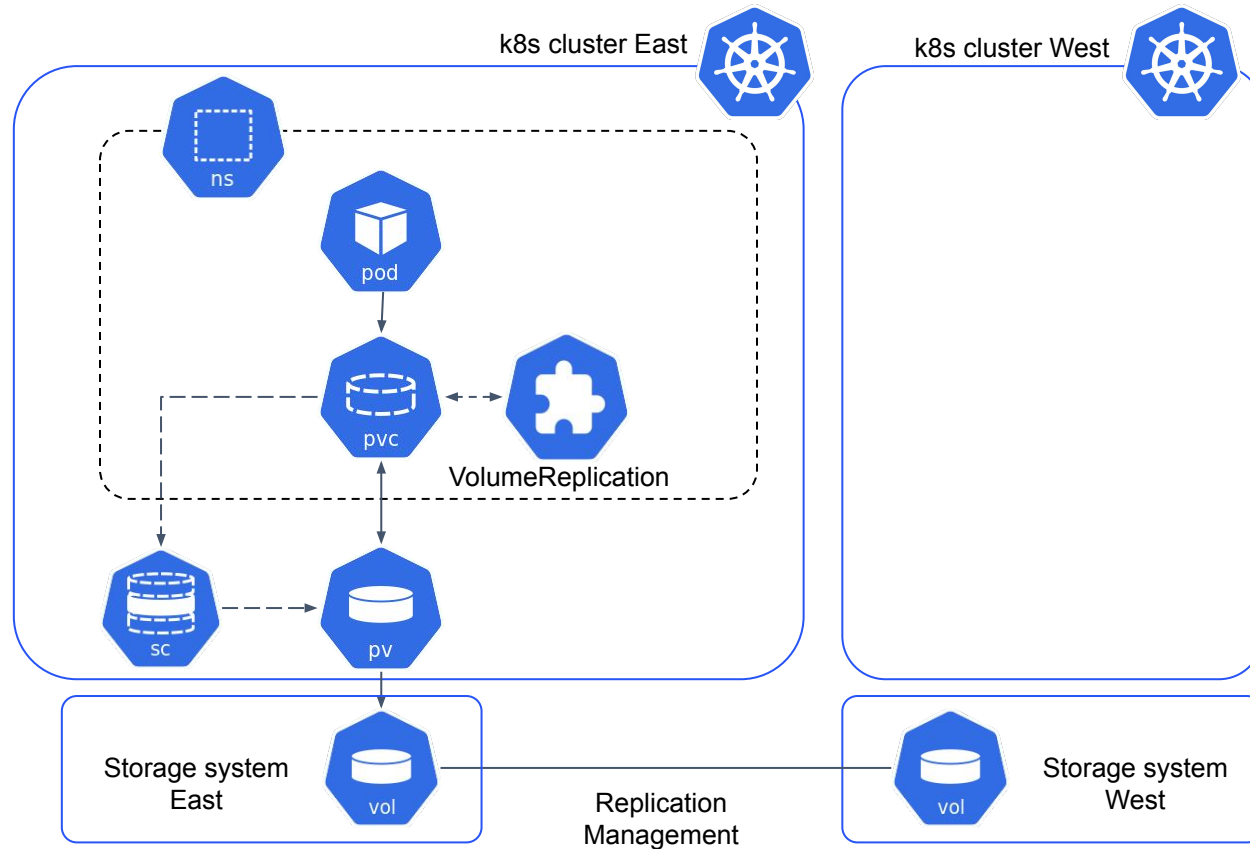 k8s cluster East
k8s cluster West
ns
pod
pvc
VolumeReplication
sc
pv
Storage system
East
vol
Replication
Management
vol
Storage system
West